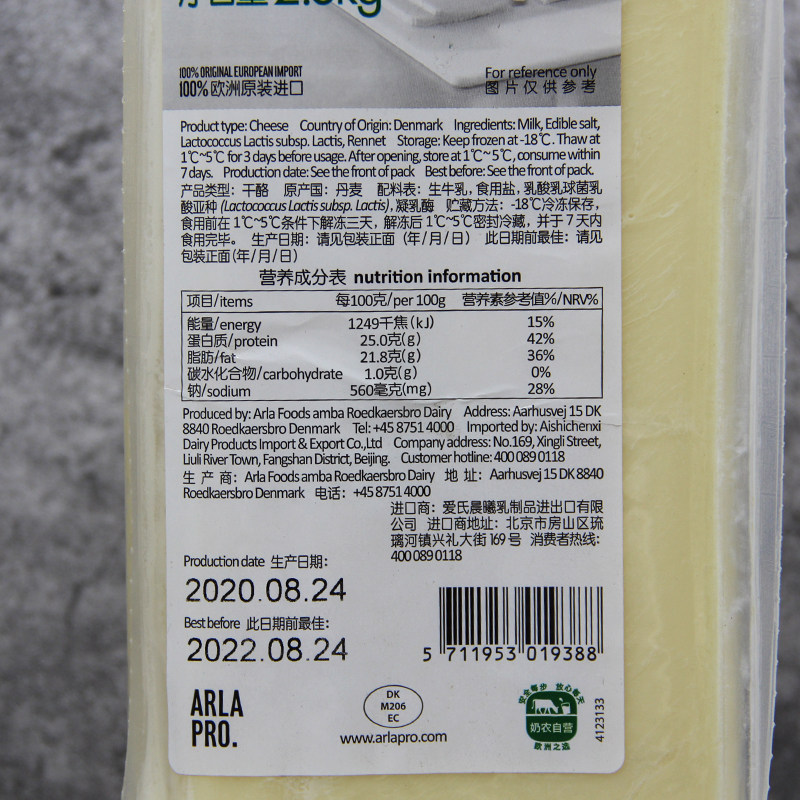 100% ORIGINAL EUROPEAN IMPORT
100%欧洲原装进口
For reference only
图片仅供参考
Product type: Cheese Country of Origin: Denmark Ingredients: Milk, Edible salt,
Lactococcus Lactis subsp. Lactis, Rennet Storage: Keep frozen at -18℃. Thaw at
1℃~5℃ for 3 days before usage. After opening, store at 1℃~5℃, consume within
7 days. Production date: See the front of pack Best before: See the front of pack.
产品类型：干酪 原产国：丹麦 配料表：生牛乳，食用盐，乳酸乳球菌乳
酸亚种 (Lactococcus Lactis subsp. Lactis)，凝乳酶 贮藏方法：-18℃冷冻保存，
食用前在1℃~5℃条件下解冻三天，解冻后1℃~5℃密封冷藏，并于7天内
食用完毕。 生产日期：请见包装正面（年/月/日） 此日期前最佳：请见
包装正面(年/月/日)
营养成分表 nutrition information
项目/items 每100克/per 100g 营养素参考值%/NRV%
能量/energy 1249千焦(kJ) 15%
蛋白质/protein 25.0克(g) 42%
脂肪/fat 21.8克(g) 36%
碳水化合物/carbohydrate 1.0克(g) 0%
钠/sodium 560毫克(mg) 28%
Produced by: Arla Foods amba Roedkaersbro Dairy Address: Aarhusvej 15 DK
8840 Roedkaersbro Denmark Tel: +45 8751 4000 Imported by: Aishichenxi
Dairy Products Import & Export Co.,Ltd Company address: No.169, Xingli Street,
Liuli River Town, Fangshan District, Beijing. Customer hotline: 400 089 0118
生产商：Arla Foods amba Roedkaersbro Dairy 地址：Aarhusvej 15 DK 8840
Roedkaersbro Denmark 电话：+45 8751 4000
进口商：爱氏晨曦乳制品进出口有限
公司 进口商地址：北京市房山区琉
璃河镇兴礼大街169号 消费者热线：
400 089 0118
Production date 生产日期：
2020.08.24
Best before 此日期前最佳：
2022.08.24
5 711953 019388
ARLA
PRO.
DK
M206
EC
www.arlapro.com
安全每步 放心每天
奶农自营
欧洲之选
4123133